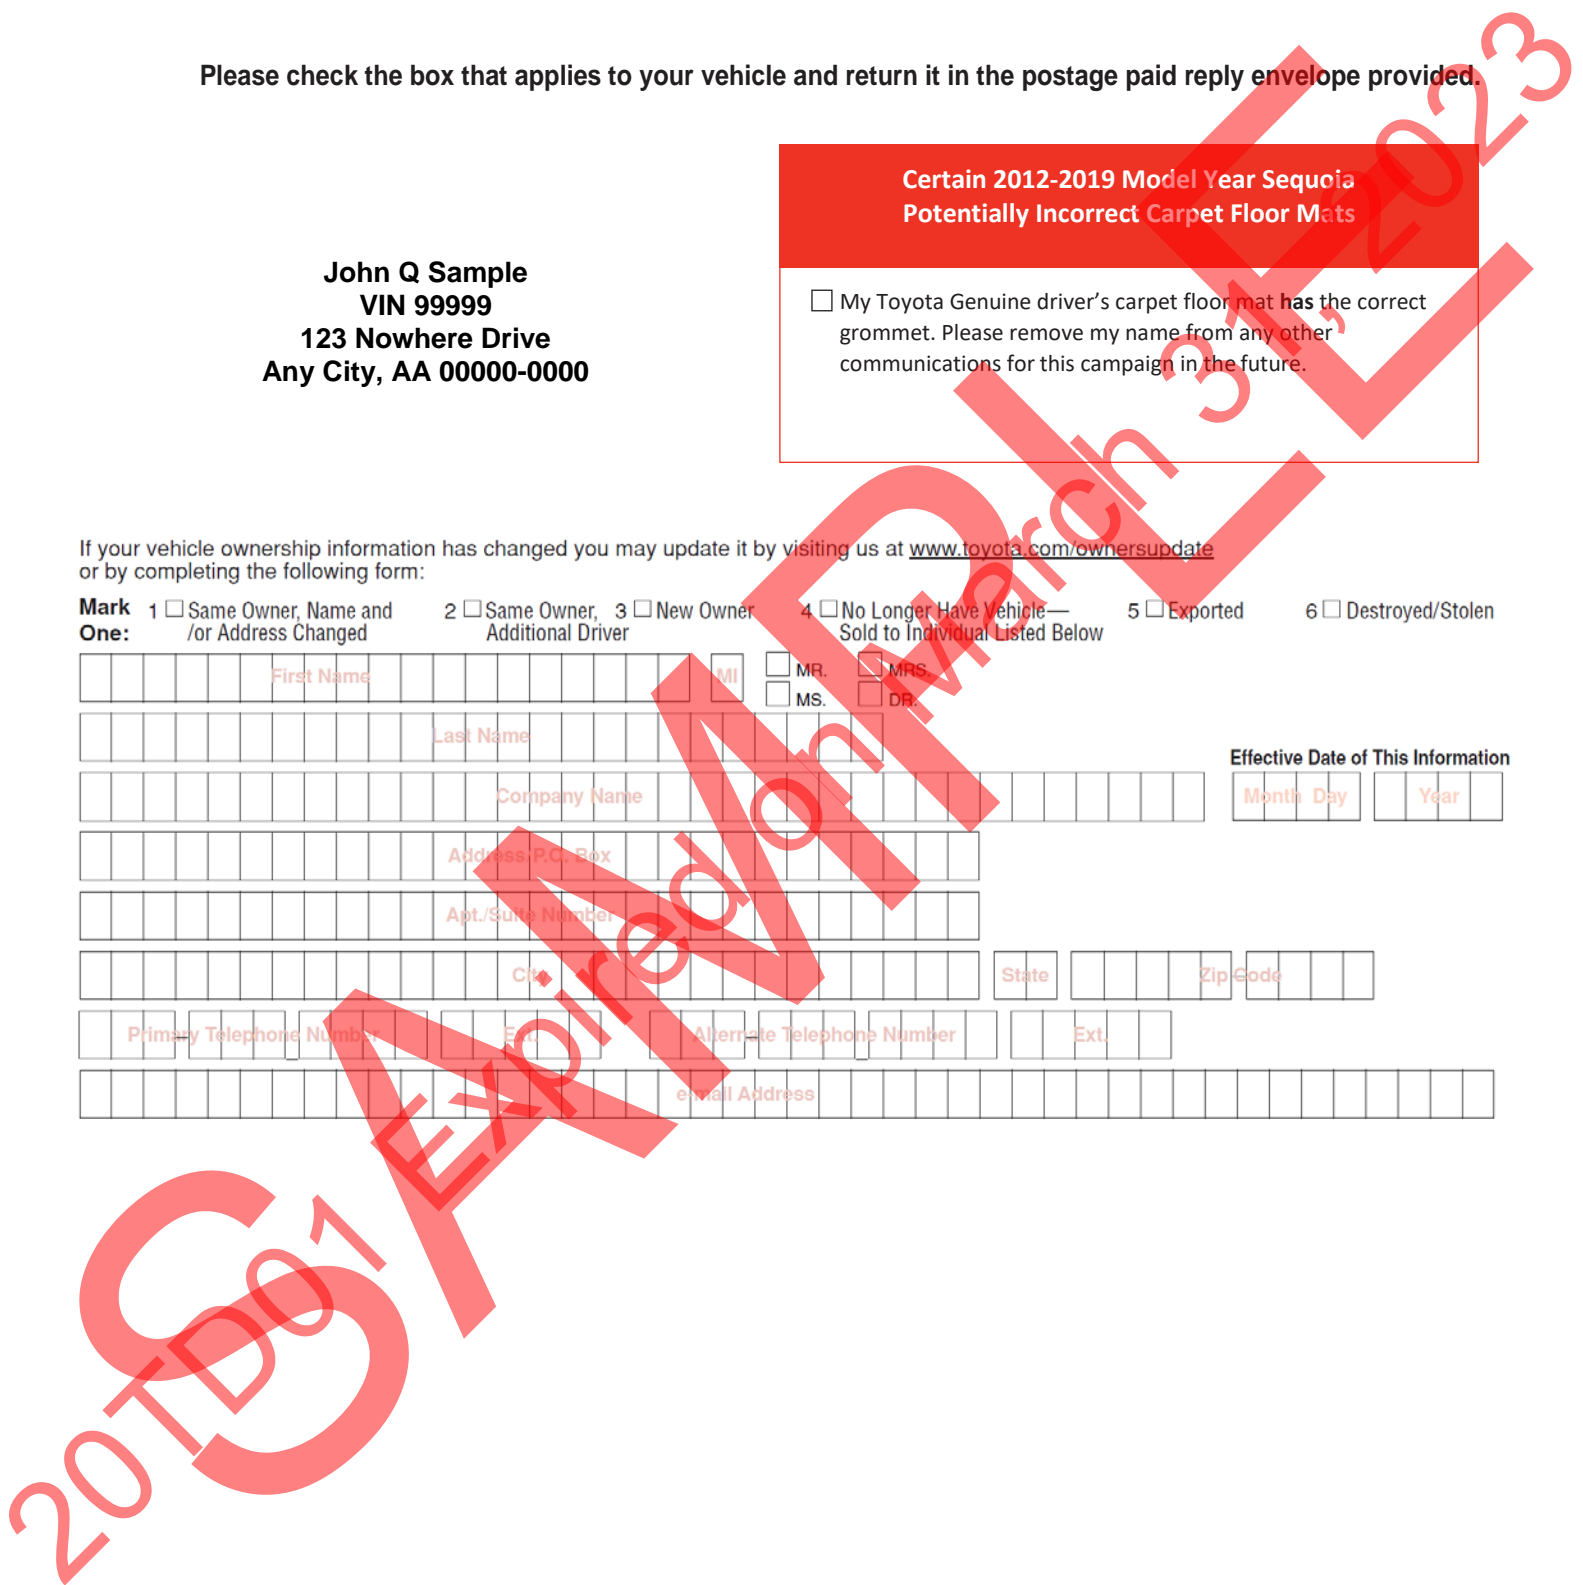 Please check the box that applies to your vehicle and return it in the postage paid reply envelope provided.
Certain 2012-2019 Model Year Sequoia
Potentially Incorrect Carpet Floor Mats
John Q Sample
VIN 99999
123 Nowhere Drive
Any City, AA 00000-0000
My Toyota Genuine driver's carpet floor mat has the correct
grommet. Please remove my name from any other
communications for this campaign in the future.
If your vehicle ownership information has changed you may update it by visiting us at www.toyota.com/ownersupdate
or by completing the following form:
Mark One: 1 Same Owner, Name and /or Address Changed 2 Same Owner, Additional Driver 3 New Owner 4 No Longer Have Vehicle— Sold to Individual Listed Below 5 Exported 6 Destroyed/Stolen
First Name MI MR. MRS.
MS. DR.
Last Name
Effective Date of This Information
Company Name Month Day Year
Address/P.O. Box
Apt./Suite Number
City State Zip Code
Primary Telephone Number Ext. Alternate Telephone Number Ext.
e-mail Address
SAMPLE
20TD01 Expired on March 31, 2023